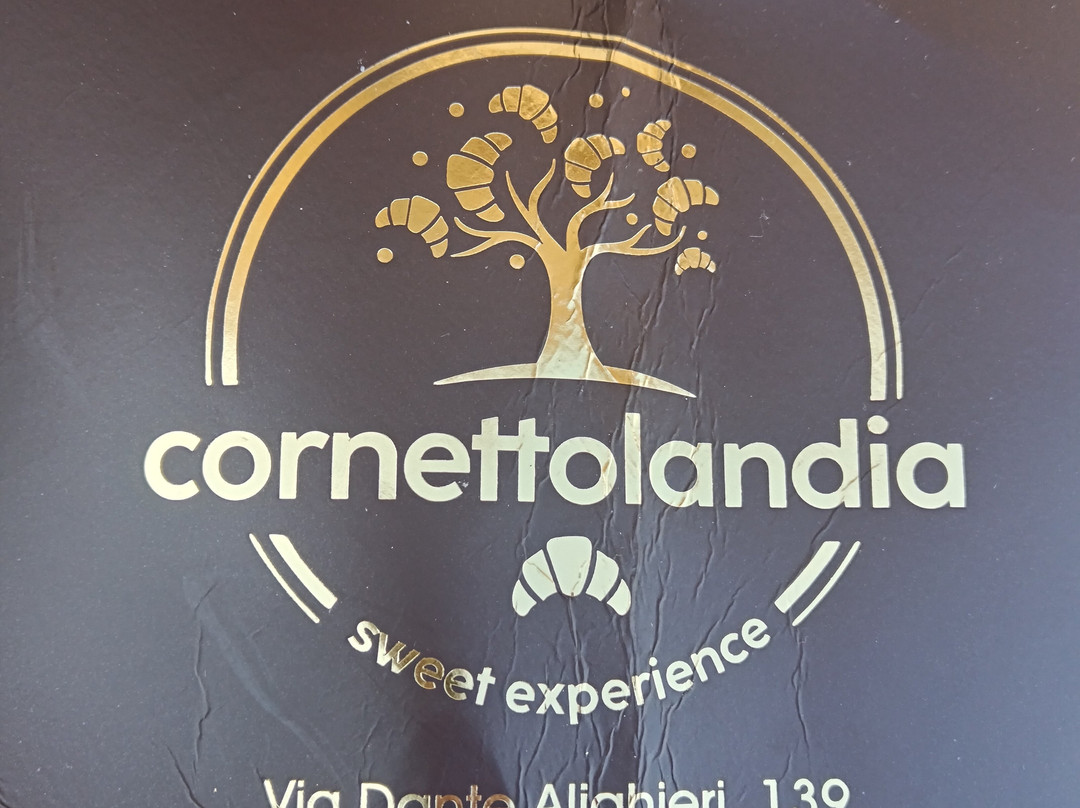 cornettolandia
sweet experience
Via Dante Alighieri, 139